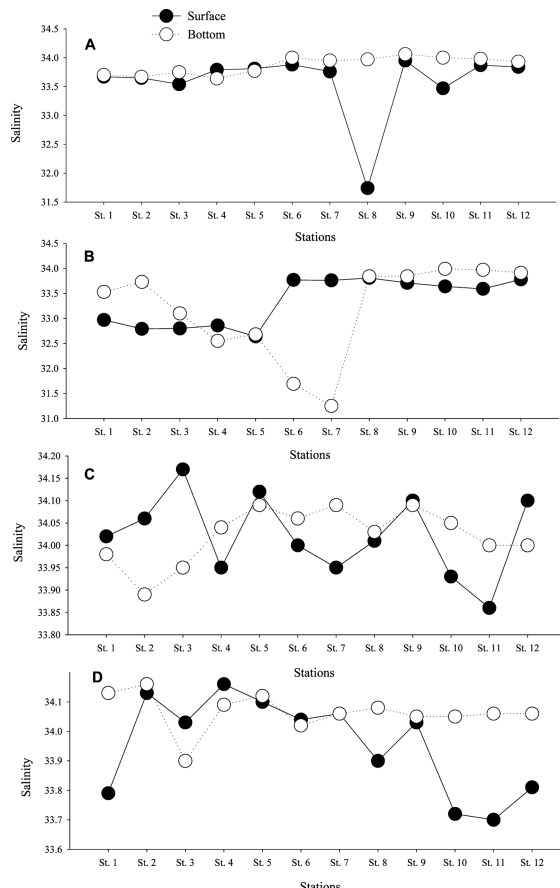 Surface
Bottom
A
34.5
34.0
33.5
33.0
32.5
32.0
31.5
Salinity
St. 1 St. 2 St. 3 St. 4 St. 5 St. 6 St. 7 St. 8 St. 9 St. 10 St. 11 St. 12
Stations
B
34.5
34.0
33.5
33.0
32.5
32.0
31.5
31.0
Salinity
St. 1 St. 2 St. 3 St. 4 St. 5 St. 6 St. 7 St. 8 St. 9 St. 10 St. 11 St. 12
Stations
C
34.20
34.15
34.10
34.05
34.00
33.95
33.90
33.85
33.80
Salinity
St. 1 St. 2 St. 3 St. 4 St. 5 St. 6 St. 7 St. 8 St. 9 St. 10 St. 11 St. 12
Stations
D
34.1
34.0
33.9
33.8
33.7
33.6
Salinity
St. 1 St. 2 St. 3 St. 4 St. 5 St. 6 St. 7 St. 8 St. 9 St. 10 St. 11 St. 12
Stations